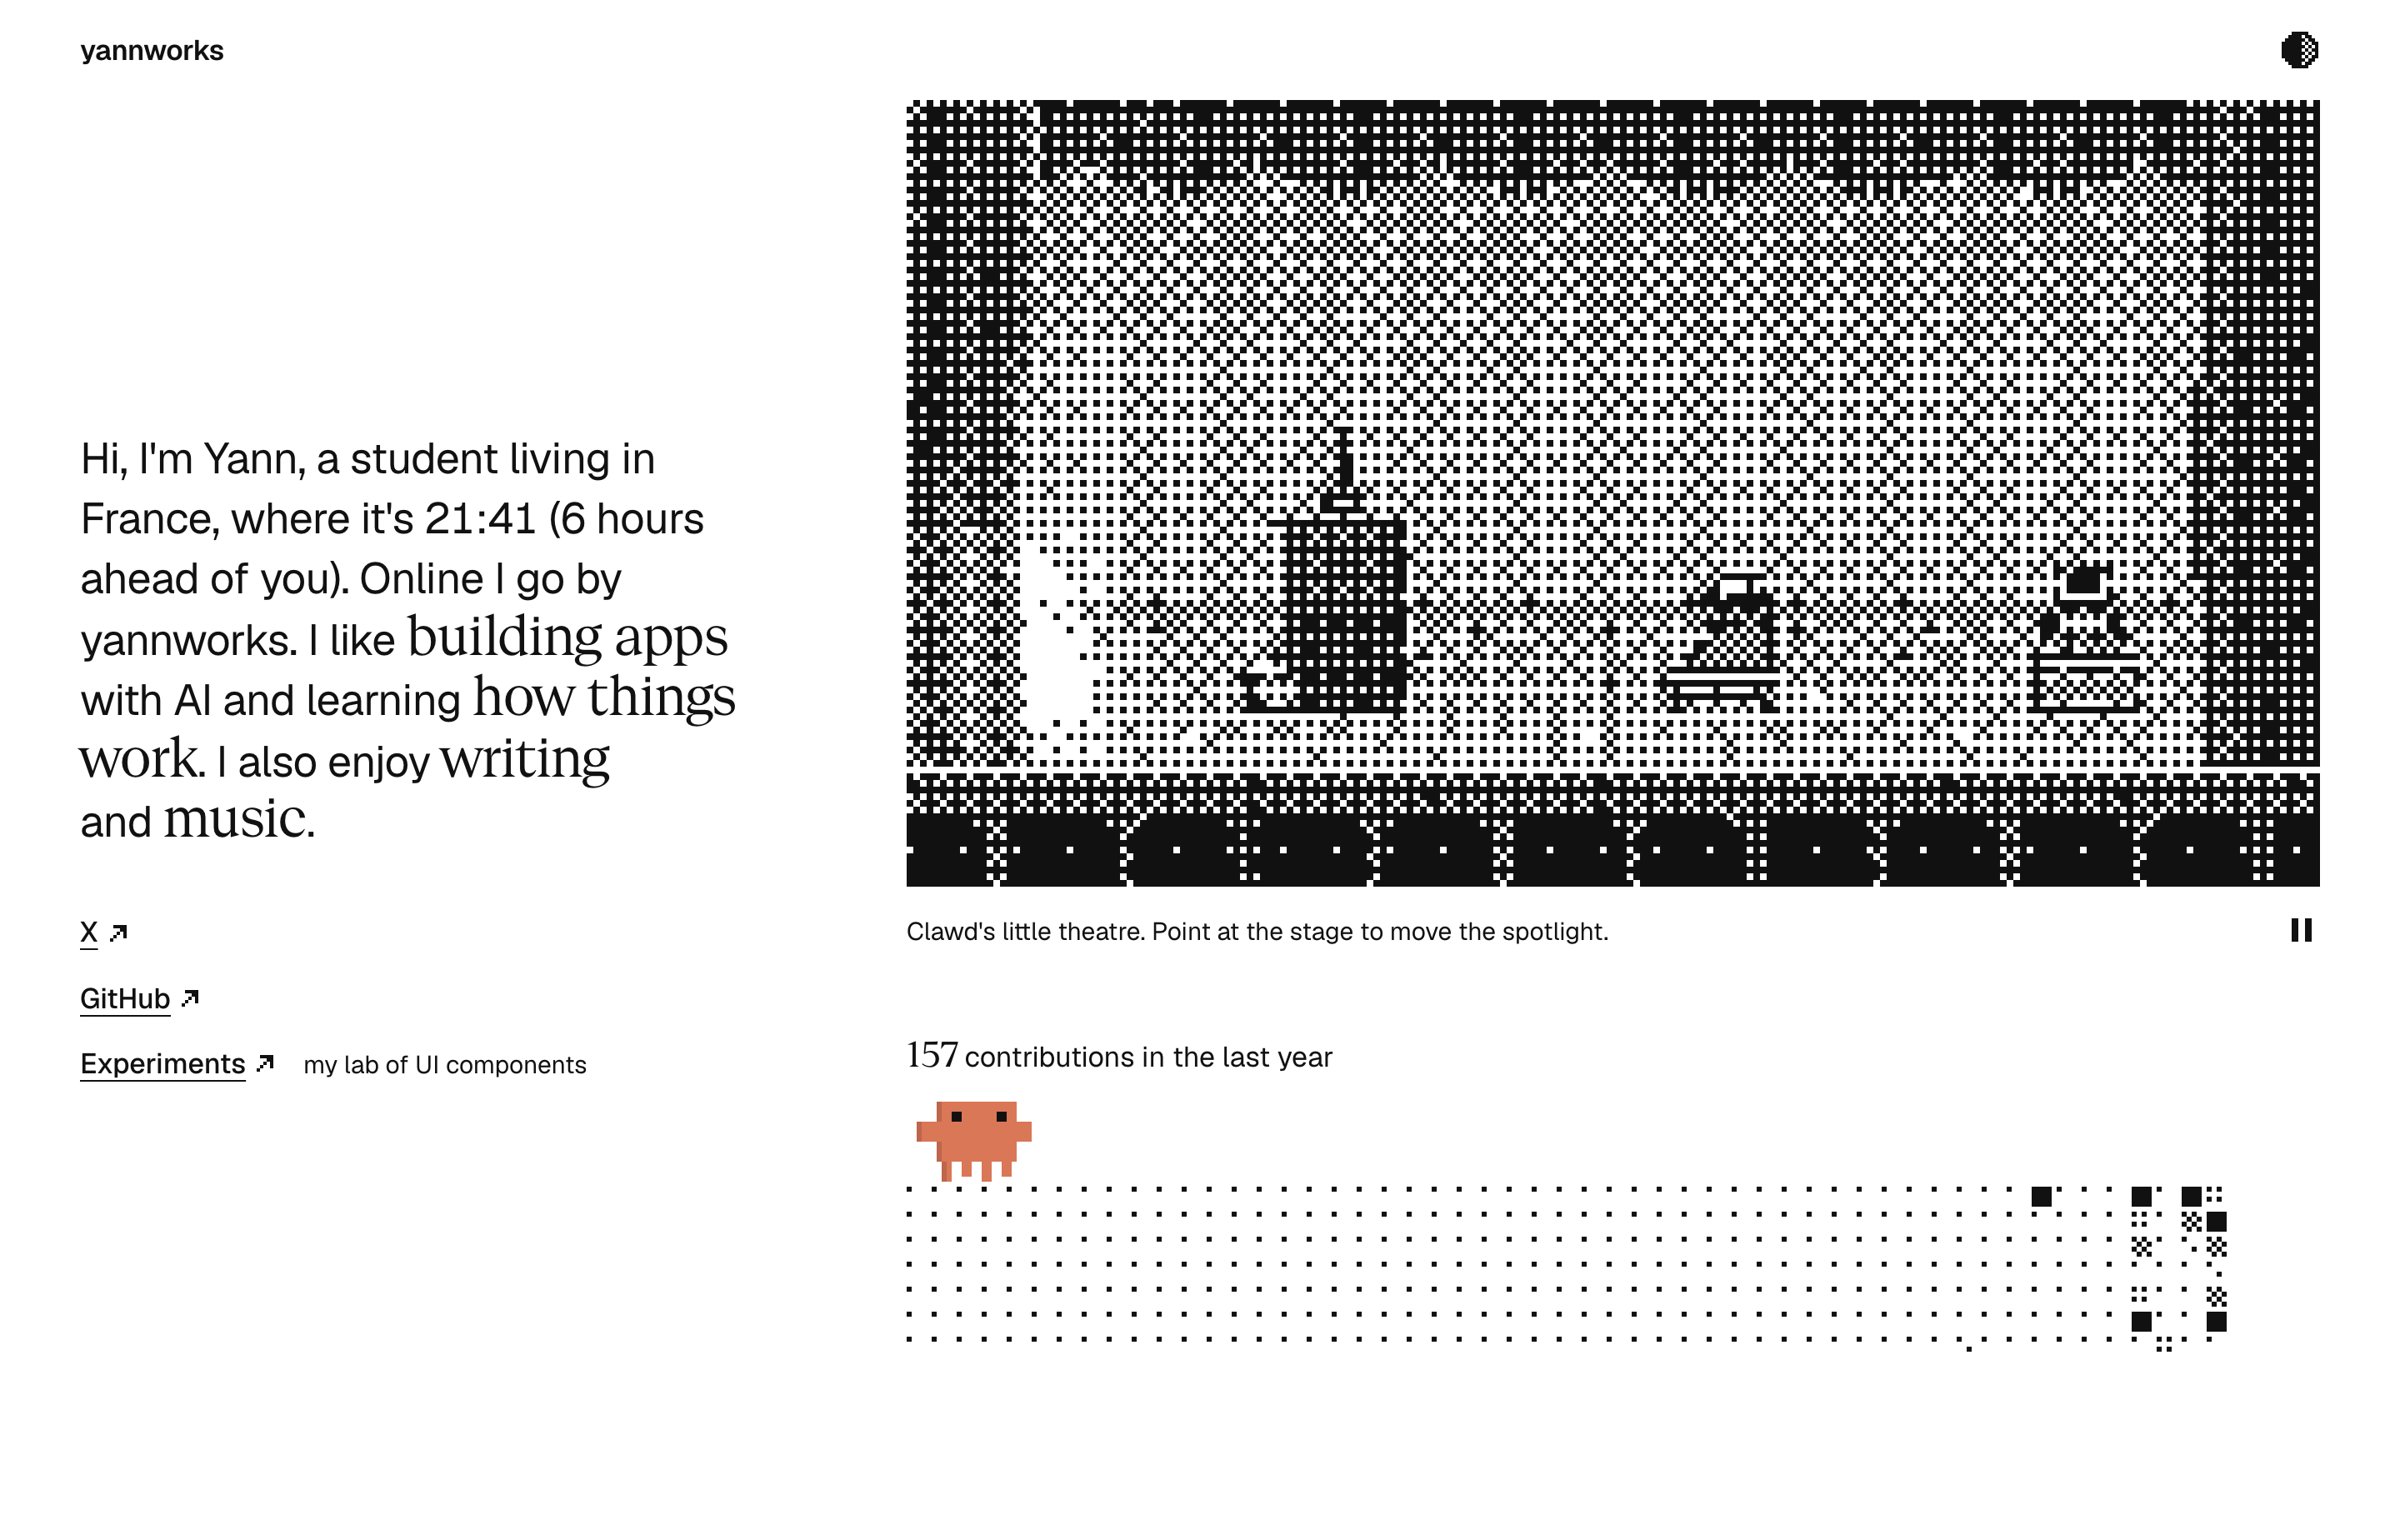 yannworks
Hi, I'm Yann, a student living in
France, where it's 21:41 (6 hours
ahead of you). Online I go by
yannworks. I like building apps
with AI and learning how things
work. I also enjoy writing
and music.
X
GitHub
Experiments my lab of UI components
Clawd's little theatre. Point at the stage to move the spotlight.
157 contributions in the last year